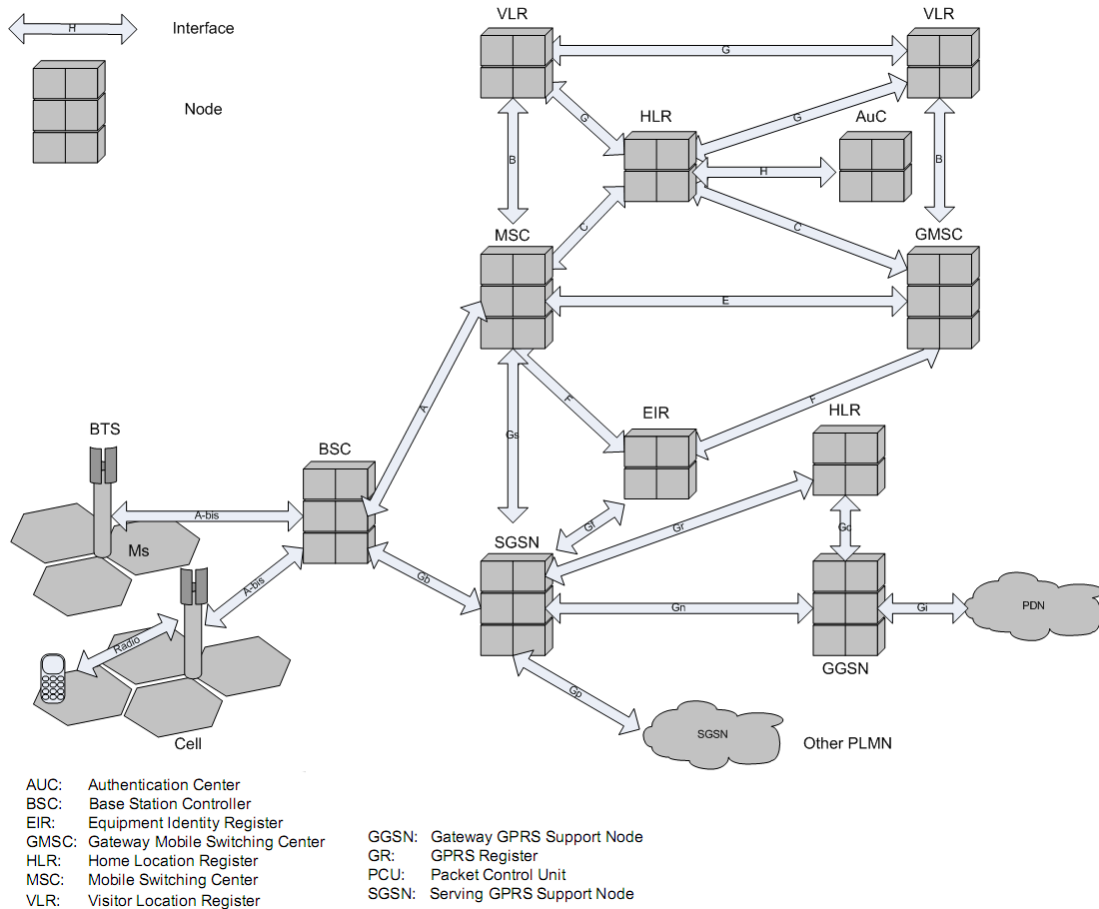 H
Interface
Node
VLR
VLR
G
G
G
HLR
AuC
B
H
B
C
C
MSC
GMSC
E
A
F
F
Gs
EIR
HLR
BTS
BSC
A-bis
Ms
Gf
Gr
Gc
SGSN
A-bis
Gb
Gn
Gi
PDN
Radio
GGSN
Gp
SGSN
Other PLMN
Cell
AUC: Authentication Center
BSC: Base Station Controller
EIR: Equipment Identity Register
GMSC: Gateway Mobile Switching Center
HLR: Home Location Register
MSC: Mobile Switching Center
VLR: Visitor Location Register
GGSN: Gateway GPRS Support Node
GR: GPRS Register
PCU: Packet Control Unit
SGSN: Serving GPRS Support Node